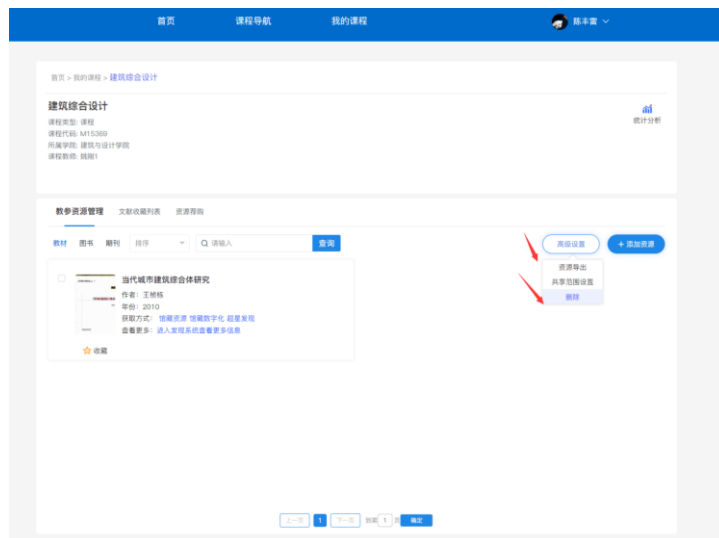 首页 课程导航 我的课程 陈丰雷
首页 > 我的课程 > 建筑综合设计
建筑综合设计
课程类型: 课程
课程代码: M15369
所属学院: 建筑与设计学院
课程教师: 姚刚1
统计分析
教参资源管理 文献收藏列表 资源荐购
教材 图书 期刊 排序 请输入 查询 高级设置 + 添加资源
资源导出
共享范围设置
删除
当代城市建筑综合体研究
作者: 王桢栋
年份: 2010
获取方式: 馆藏资源 馆藏数字化 超星发现
查看更多: 进入发现系统查看更多信息
收藏
上一页 1 下一页 到第 1 页 确定